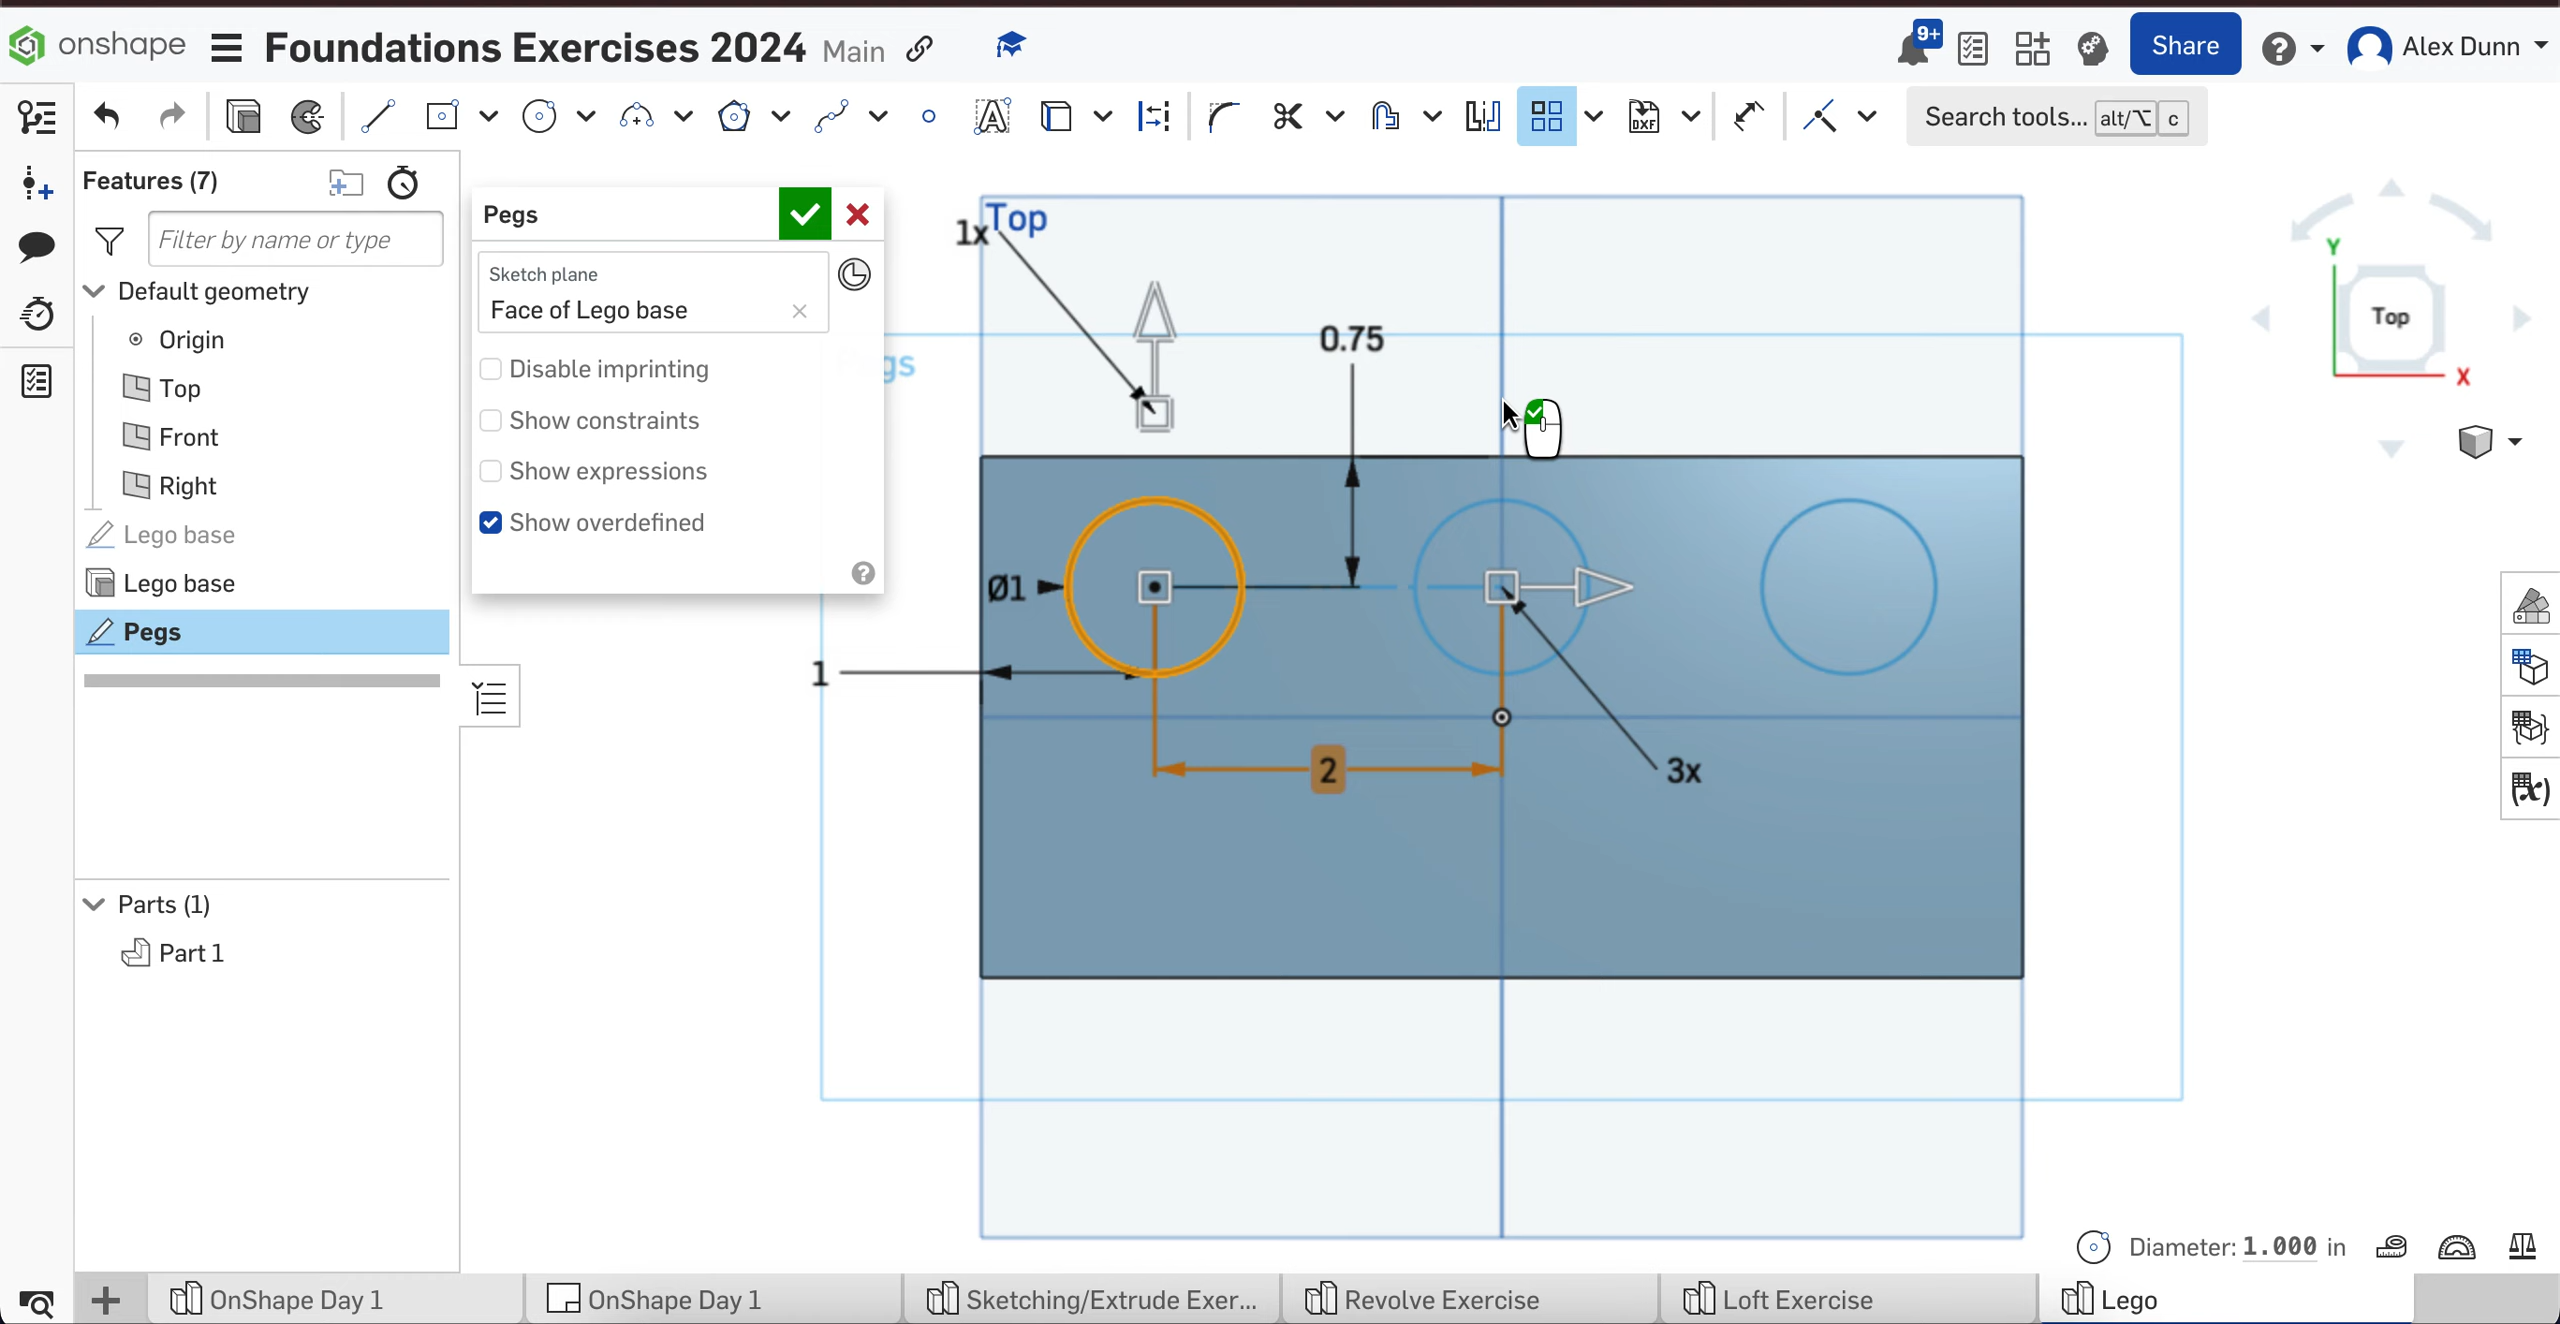 onshape Foundations Exercises 2024 Main
9+
Share
Alex Dunn
DXF
Search tools... alt/⌥ c
Features (7)
Filter by name or type
Default geometry
Origin
Top
Front
Right
Lego base
Lego base
Pegs
Parts (1)
Part 1
Pegs
Sketch plane
Face of Lego base
Disable imprinting
Show constraints
Show expressions
Show overdefined
Top
1x
gs
0.75
Ø1
1
2
3x
Y
Top
X
(x)
Diameter: 1.000 in
OnShape Day 1
OnShape Day 1
Sketching/Extrude Exer...
Revolve Exercise
Loft Exercise
Lego